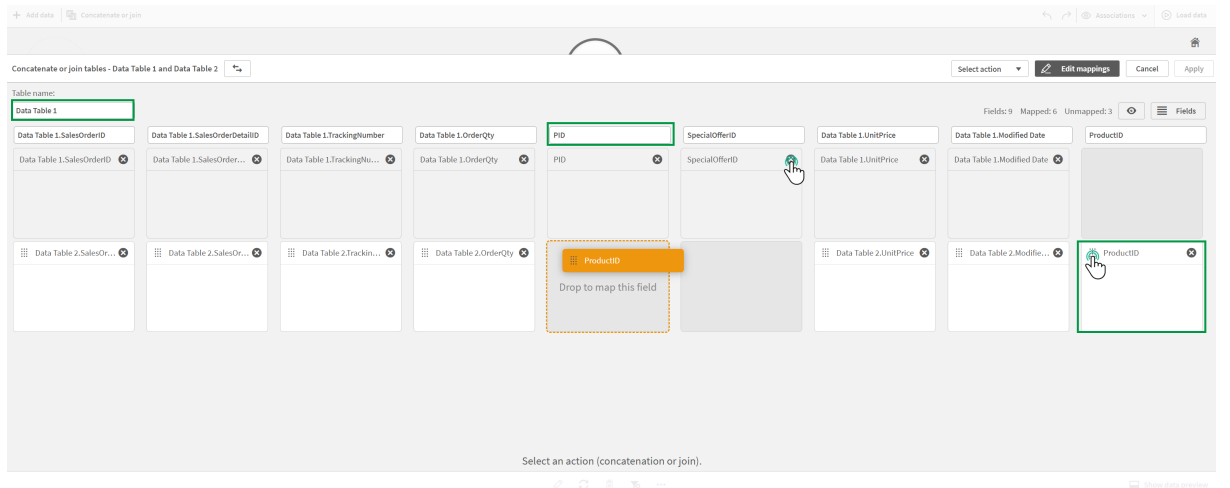 Add data Concatenate or join Associations Load data
Concatenate or join tables - Data Table 1 and Data Table 2 Select action Edit mappings Cancel Apply
Table name:
Data Table 1 Fields: 9 Mapped: 6 Unmapped: 3 Fields
Data Table 1.SalesOrderID Data Table 1.SalesOrderDetailID Data Table 1.TrackingNumber Data Table 1.OrderQty PID SpecialOfferID Data Table 1.UnitPrice Data Table 1.Modified Date ProductID
Data Table 1.SalesOrderID Data Table 1.SalesOrder... Data Table 1.TrackingNu... Data Table 1.OrderQty PID SpecialOfferID Data Table 1.UnitPrice Data Table 1.Modified Date
Data Table 2.SalesOr... Data Table 2.SalesOr... Data Table 2.Trackin... Data Table 2.OrderQty ProductID Data Table 2.UnitPrice Data Table 2.Modifie... ProductID
Drop to map this field
Select an action (concatenation or join).
Show data preview